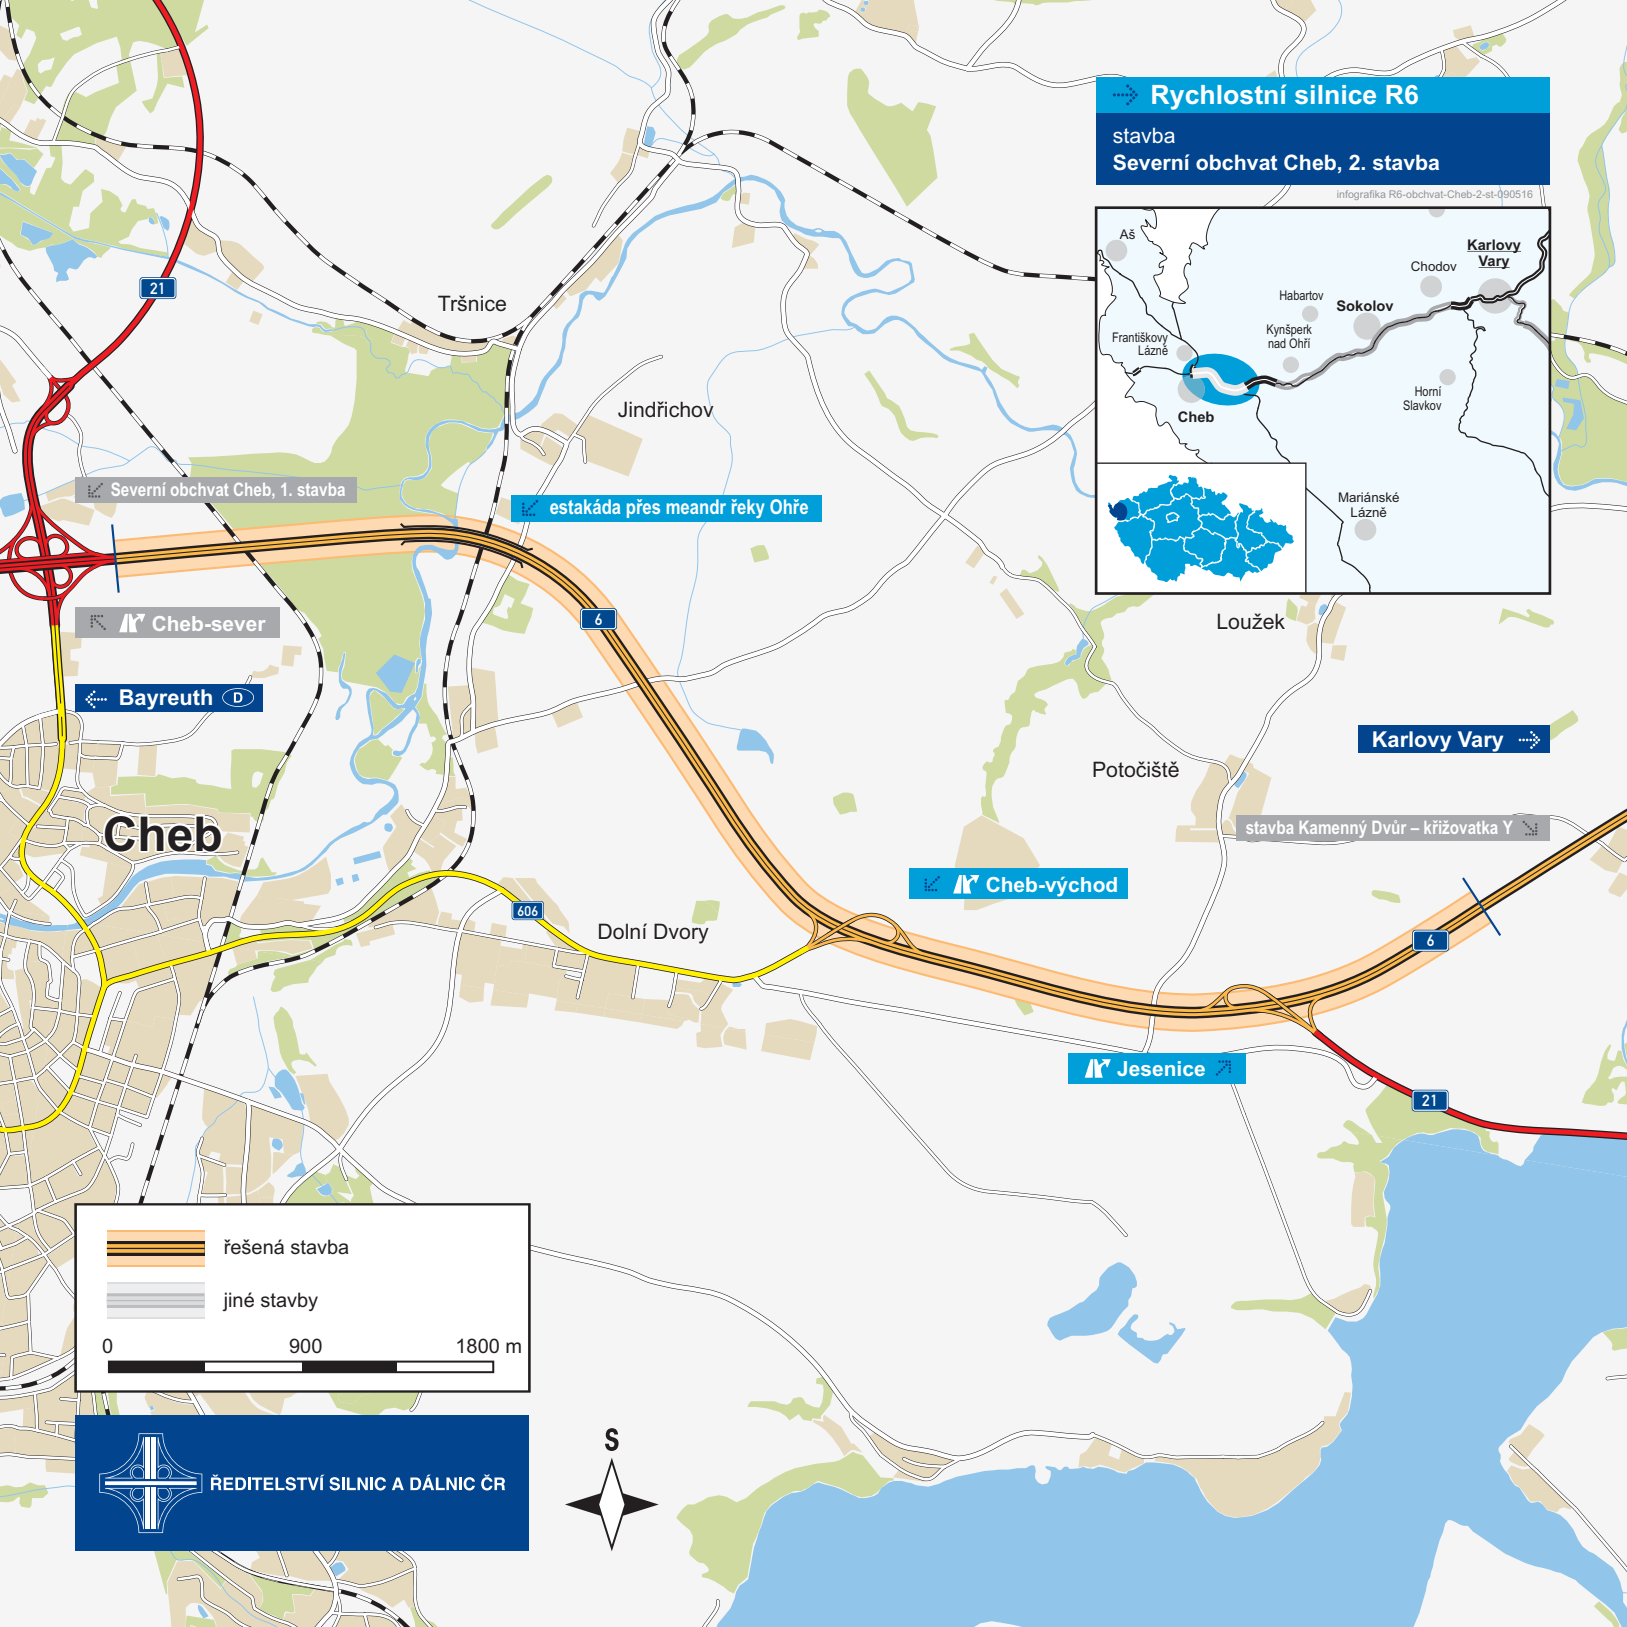 Rychlostní silnice R6
stavba
Severní obchvat Cheb, 2. stavba
infografika R6-obchvat-Cheb-2-st-090516
Aš
Karlovy
Vary
Chodov
Habartov
Sokolov
Kynšperk
nad Ohří
Františkovy
Lázně
Horní
Slavkov
Cheb
Mariánské
Lázně
21
Tršnice
Jindřichov
Severní obchvat Cheb, 1. stavba
estakáda přes meandr řeky Ohře
6
Cheb-sever
Loužek
Bayreuth D
Karlovy Vary
Potočiště
Cheb
stavba Kamenný Dvůr – křižovatka Y
Cheb-východ
606
Dolní Dvory
6
Jesenice
21
řešená stavba
jiné stavby
0 900 1800 m
S
ŘEDITELSTVÍ SILNIC A DÁLNIC ČR